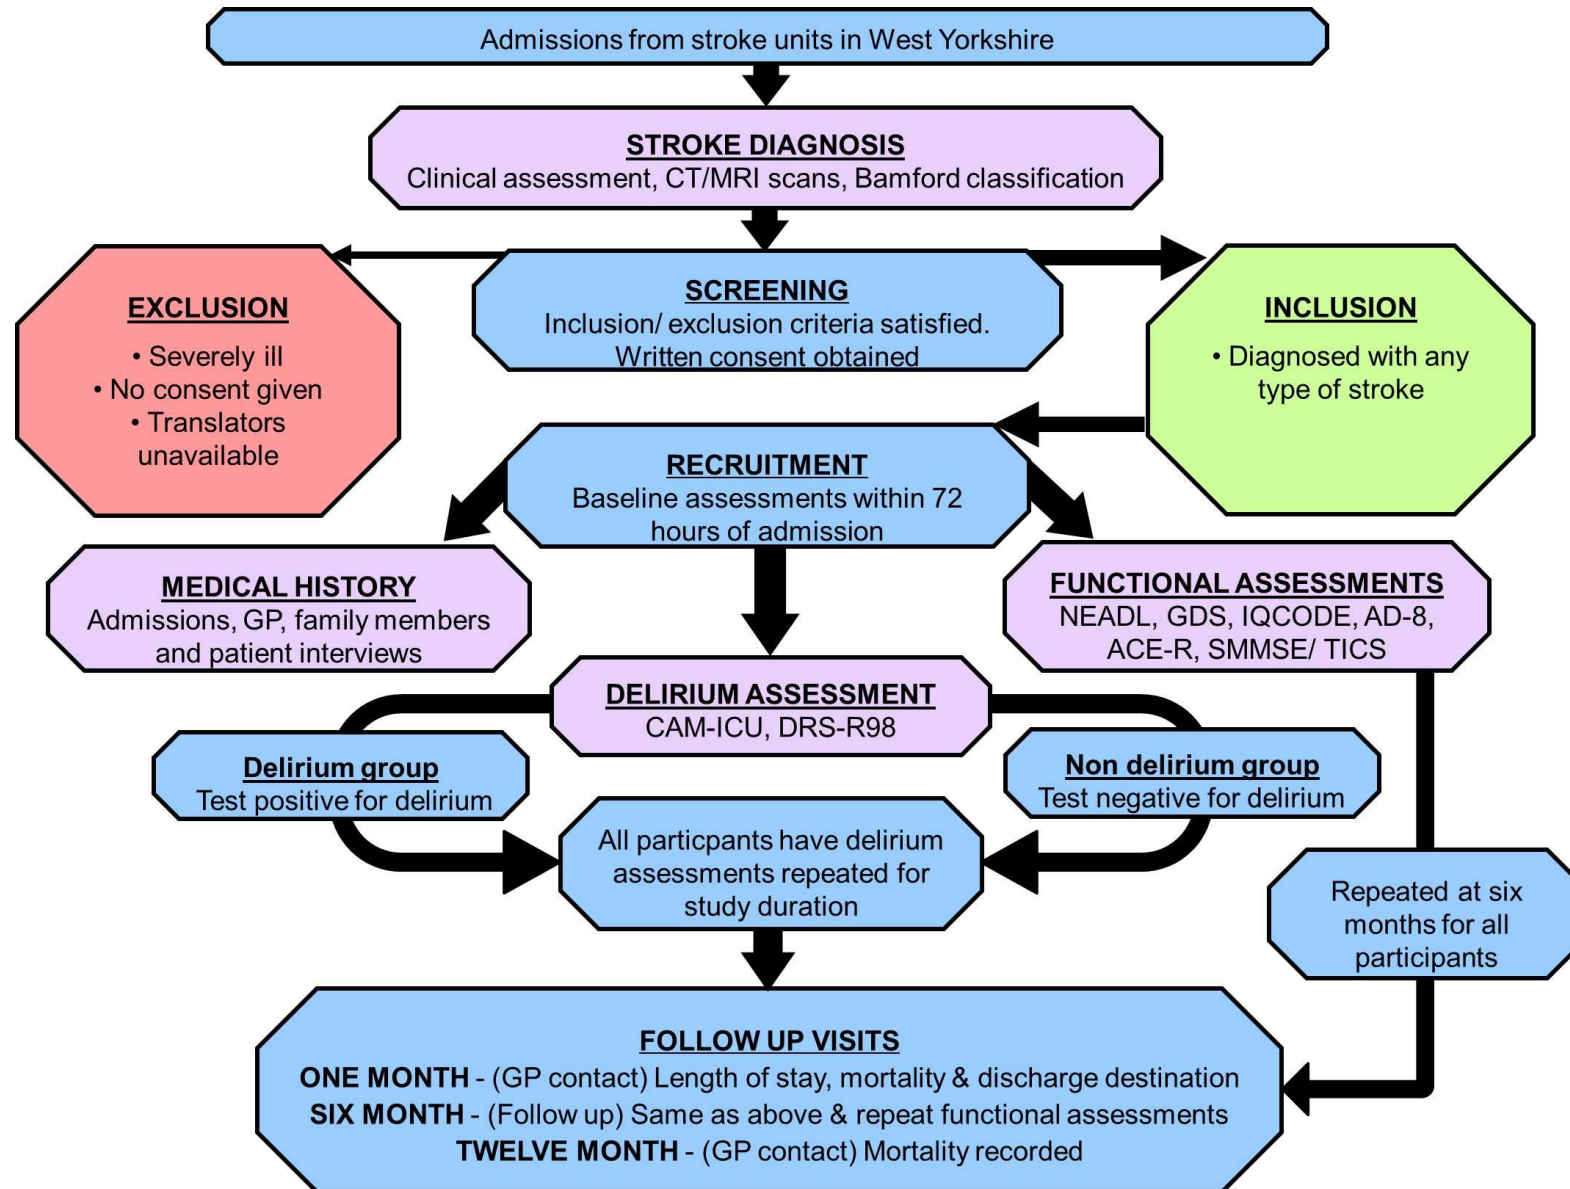 Admissions from stroke units in West Yorkshire
STROKE DIAGNOSIS
Clinical assessment, CT/MRI scans, Bamford classification
EXCLUSION
• Severely ill
• No consent given
• Translators
unavailable
SCREENING
Inclusion/ exclusion criteria satisfied.
Written consent obtained
INCLUSION
• Diagnosed with any
type of stroke
RECRUITMENT
Baseline assessments within 72
hours of admission
MEDICAL HISTORY
Admissions, GP, family members
and patient interviews
FUNCTIONAL ASSESSMENTS
NEADL, GDS, IQCODE, AD-8,
ACE-R, SMMSE/ TICS
DELIRIUM ASSESSMENT
CAM-ICU, DRS-R98
Delirium group
Test positive for delirium
Non delirium group
Test negative for delirium
All particpants have delirium
assessments repeated for
study duration
Repeated at six
months for all
participants
FOLLOW UP VISITS
ONE MONTH - (GP contact) Length of stay, mortality & discharge destination
SIX MONTH - (Follow up) Same as above & repeat functional assessments
TWELVE MONTH - (GP contact) Mortality recorded